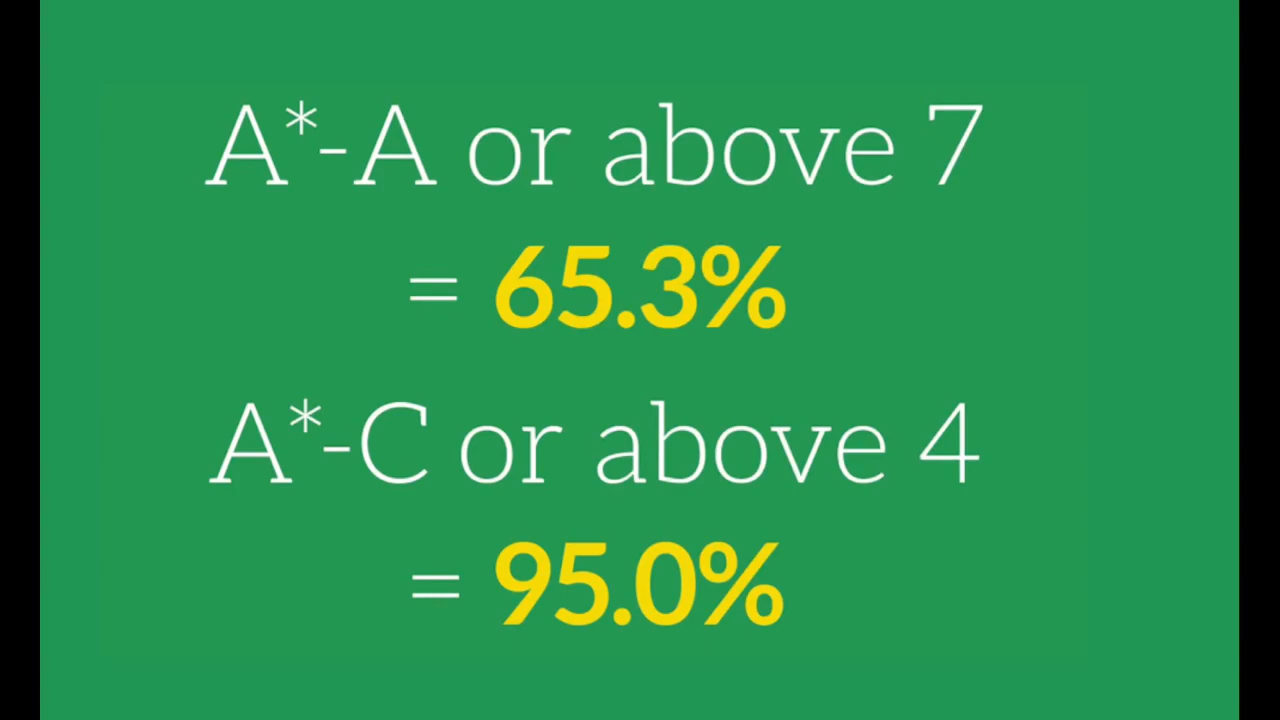 A*-A or above 7
= 65.3%
A*-C or above 4
= 95.0%